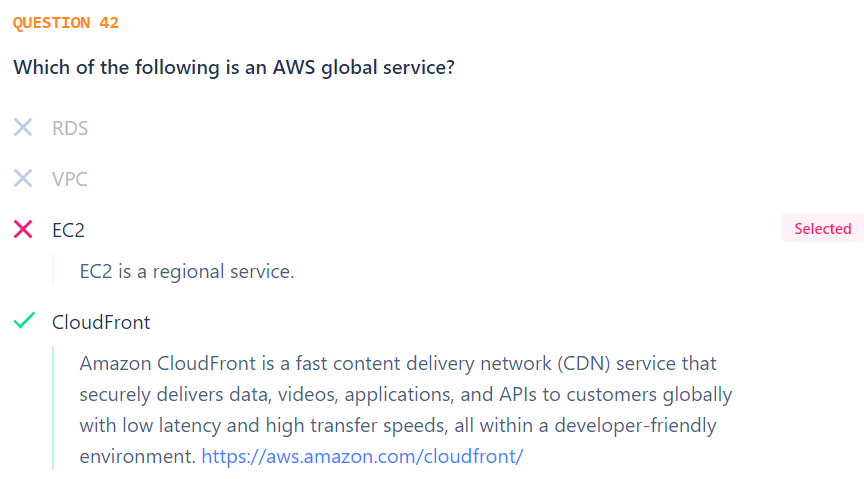 QUESTION 42
Which of the following is an AWS global service?
RDS
VPC
EC2
Selected
EC2 is a regional service.
CloudFront
Amazon CloudFront is a fast content delivery network (CDN) service that
securely delivers data, videos, applications, and APIs to customers globally
with low latency and high transfer speeds, all within a developer-friendly
environment. https://aws.amazon.com/cloudfront/